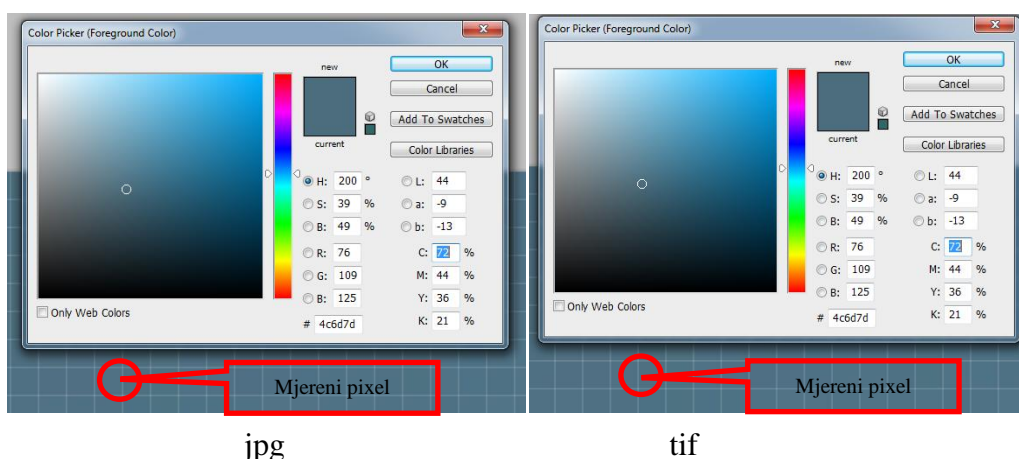 Color Picker (Foreground Color)
new
current
OK
Cancel
Add To Swatches
Color Libraries
H: 200 °
S: 39 %
B: 49 %
R: 76
G: 109
B: 125
# 4c6d7d
L: 44
a: -9
b: -13
C: 72 %
M: 44 %
Y: 36 %
K: 21 %
Only Web Colors
Mjereni pixel
jpg
Color Picker (Foreground Color)
new
current
OK
Cancel
Add To Swatches
Color Libraries
H: 200 °
S: 39 %
B: 49 %
R: 76
G: 109
B: 125
# 4c6d7d
L: 44
a: -9
b: -13
C: 72 %
M: 44 %
Y: 36 %
K: 21 %
Only Web Colors
Mjereni pixel
tif